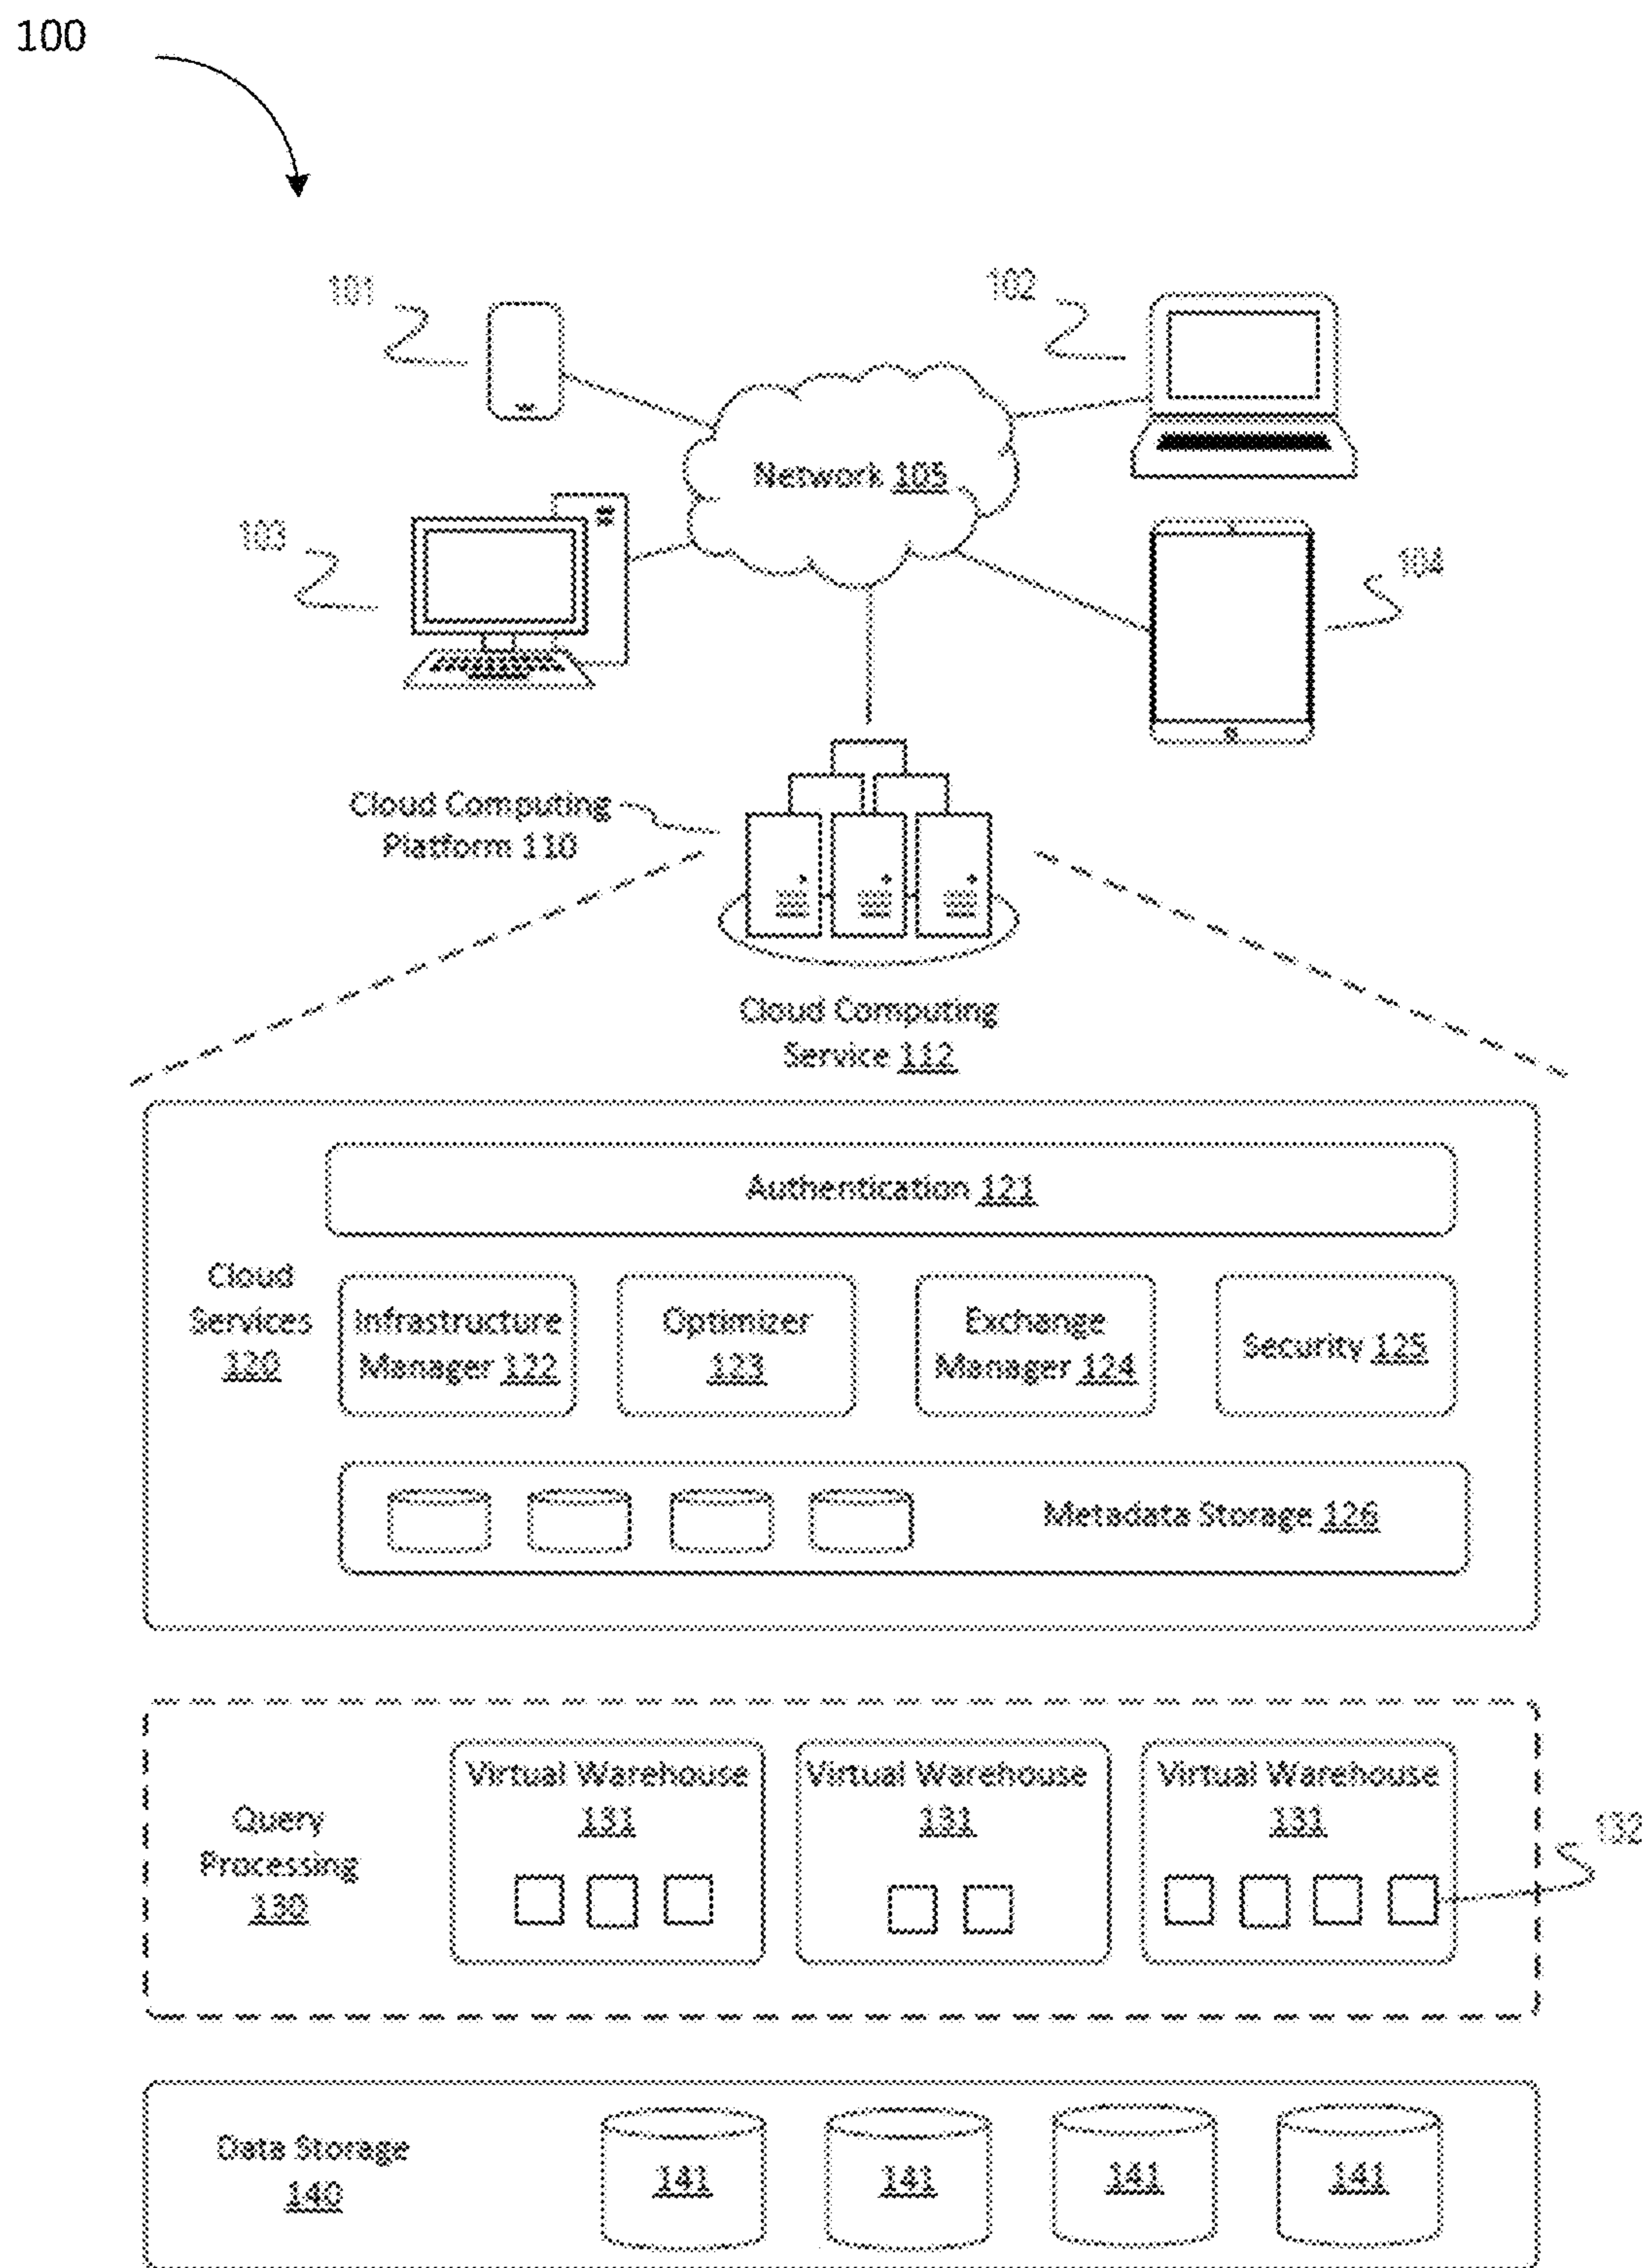 100
101
102
Network 105
103
104
Cloud Computing
Platform 110
Cloud Computing
Service 112
Authentication 121
Cloud
Services
120
Infrastructure
Manager 122
Optimizer
123
Exchange
Manager 124
Security 125
Metadata Storage 126
Query
Processing
130
Virtual Warehouse
131
Virtual Warehouse
131
Virtual Warehouse
131
132
Data Storage
140
141
141
141
141